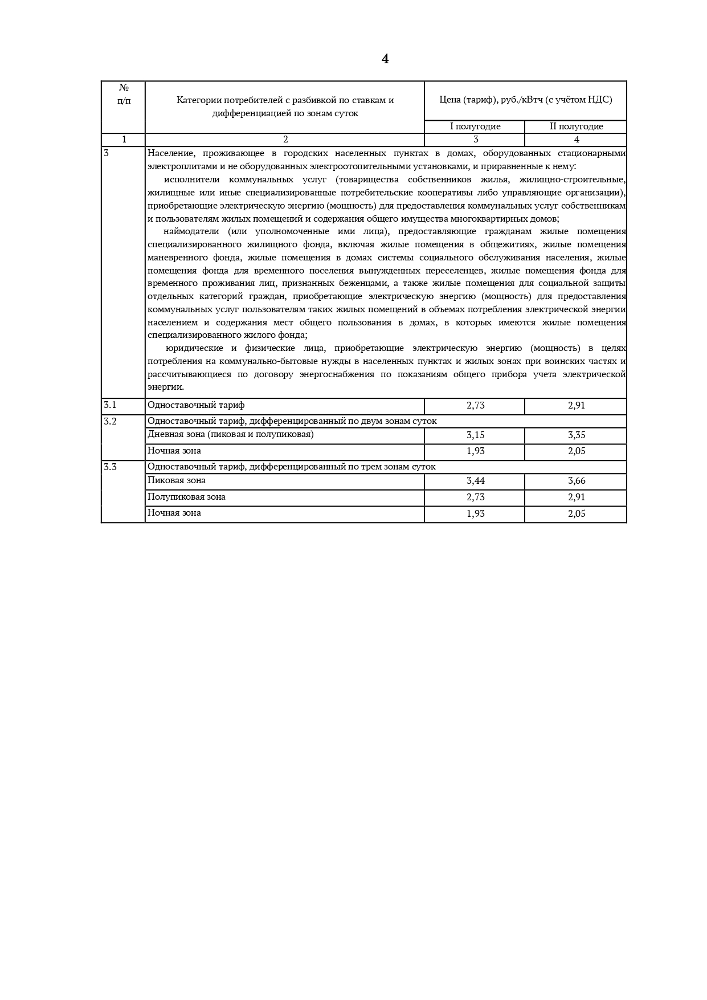 4
№
п/п
Категории потребителей с разбивкой по ставкам и
дифференциацией по зонам суток
Цена (тариф), руб./кВтч (с учётом НДС)
I полугодие
II полугодие
1
2
3
4
3
Население, проживающее в городских населенных пунктах в домах, оборудованных стационарными
электроплитами и не оборудованных электроотопительными установками, и приравненные к нему:
исполнители коммунальных услуг (товарищества собственников жилья, жилищно-строительные,
жилищные или иные специализированные потребительские кооперативы либо управляющие организации),
приобретающие электрическую энергию (мощность) для предоставления коммунальных услуг собственникам
и пользователям жилых помещений и содержания общего имущества многоквартирных домов;
наймодатели (или уполномоченные ими лица), предоставляющие гражданам жилые помещения
специализированного жилищного фонда, включая жилые помещения в общежитиях, жилые помещения
маневренного фонда, жилые помещения в домах системы социального обслуживания населения, жилые
помещения фонда для временного поселения вынужденных переселенцев, жилые помещения фонда для
временного проживания лиц, признанных беженцами, а также жилые помещения для социальной защиты
отдельных категорий граждан, приобретающие электрическую энергию (мощность) для предоставления
коммунальных услуг пользователям таких жилых помещений в объемах потребления электрической энергии
населением и содержания мест общего пользования в домах, в которых имеются жилые помещения
специализированного жилого фонда;
юридические и физические лица, приобретающие электрическую энергию (мощность) в целях
потребления на коммунально-бытовые нужды в населенных пунктах и жилых зонах при воинских частях и
рассчитывающиеся по договору энергоснабжения по показаниям общего прибора учета электрической
энергии.
3.1
Одноставочный тариф
2,73
2,91
3.2
Одноставочный тариф, дифференцированный по двум зонам суток
Дневная зона (пиковая и полупиковая)
3,15
3,35
Ночная зона
1,93
2,05
3.3
Одноставочный тариф, дифференцированный по трем зонам суток
Пиковая зона
3,44
3,66
Полупиковая зона
2,73
2,91
Ночная зона
1,93
2,05